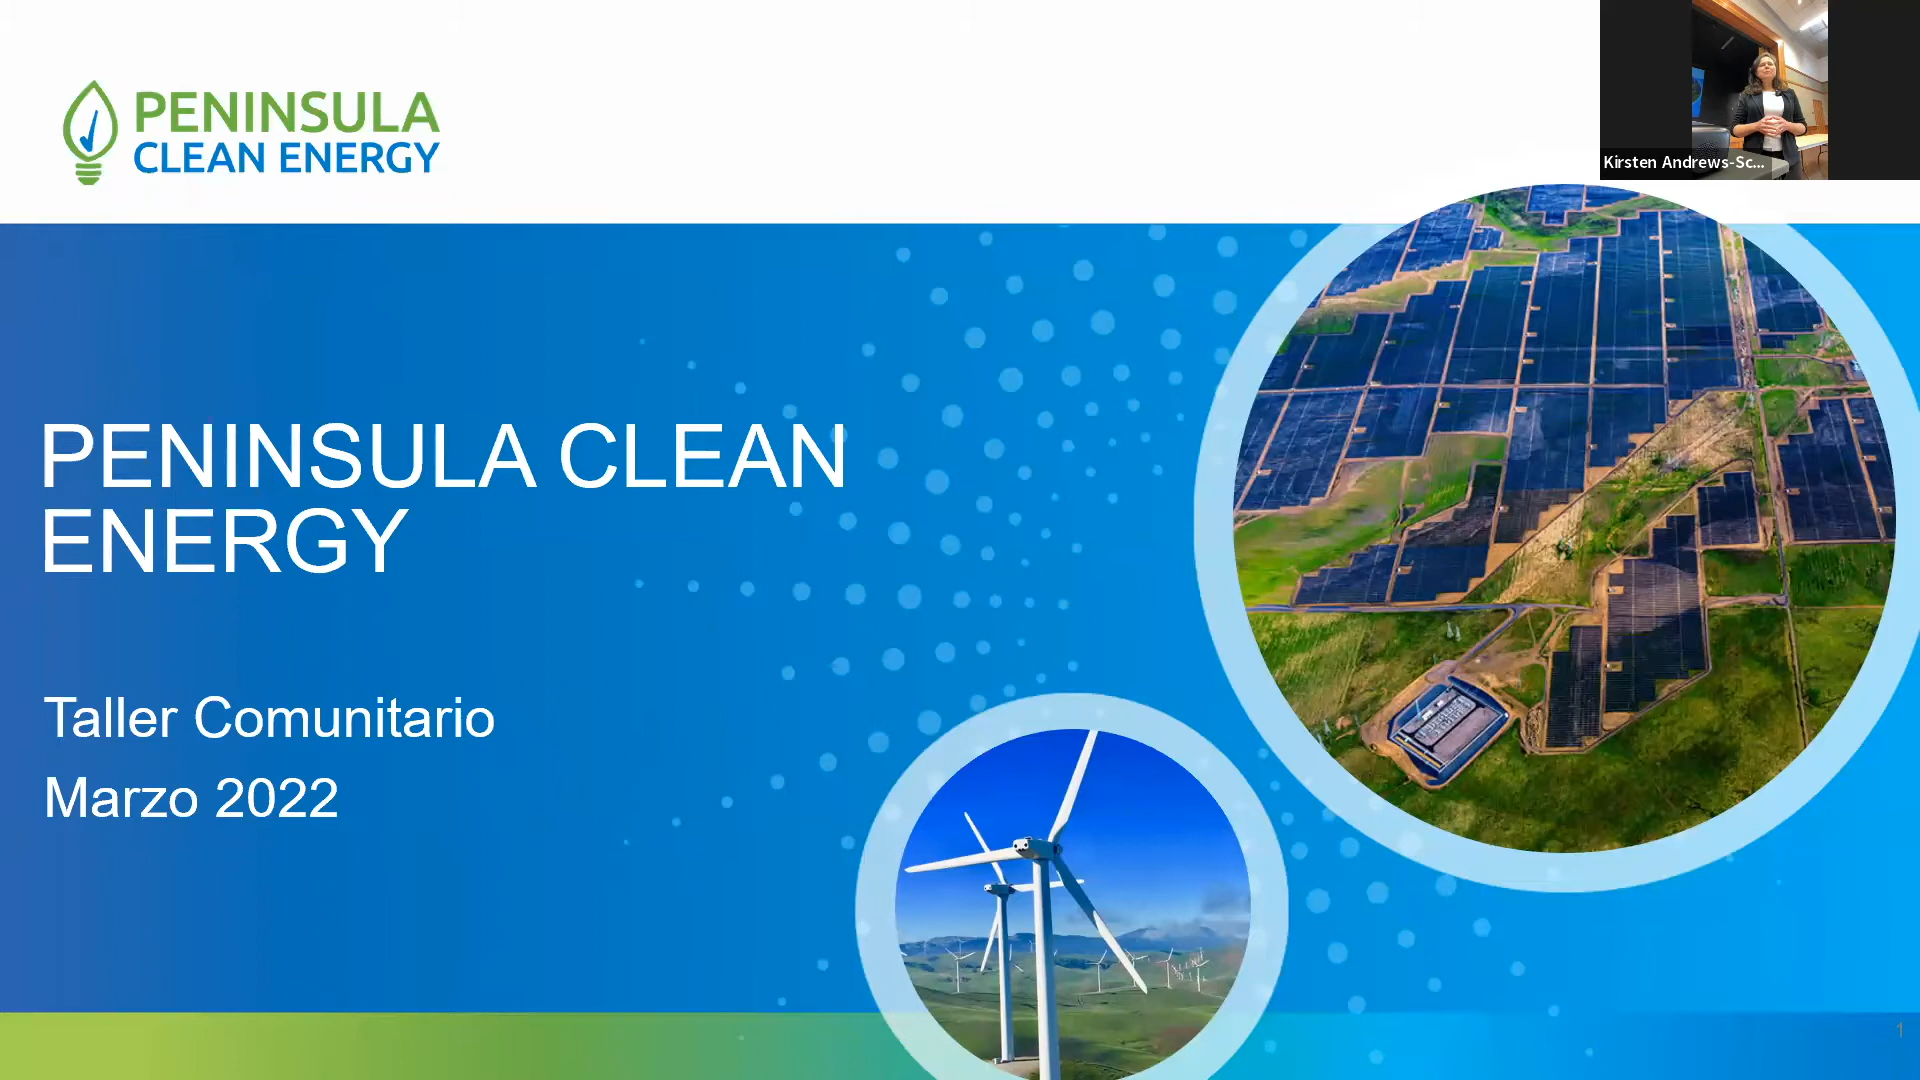 PENINSULA
CLEAN ENERGY
Kirsten Andrews-Sc...
PENINSULA CLEAN
ENERGY
Taller Comunitario
Marzo 2022
1